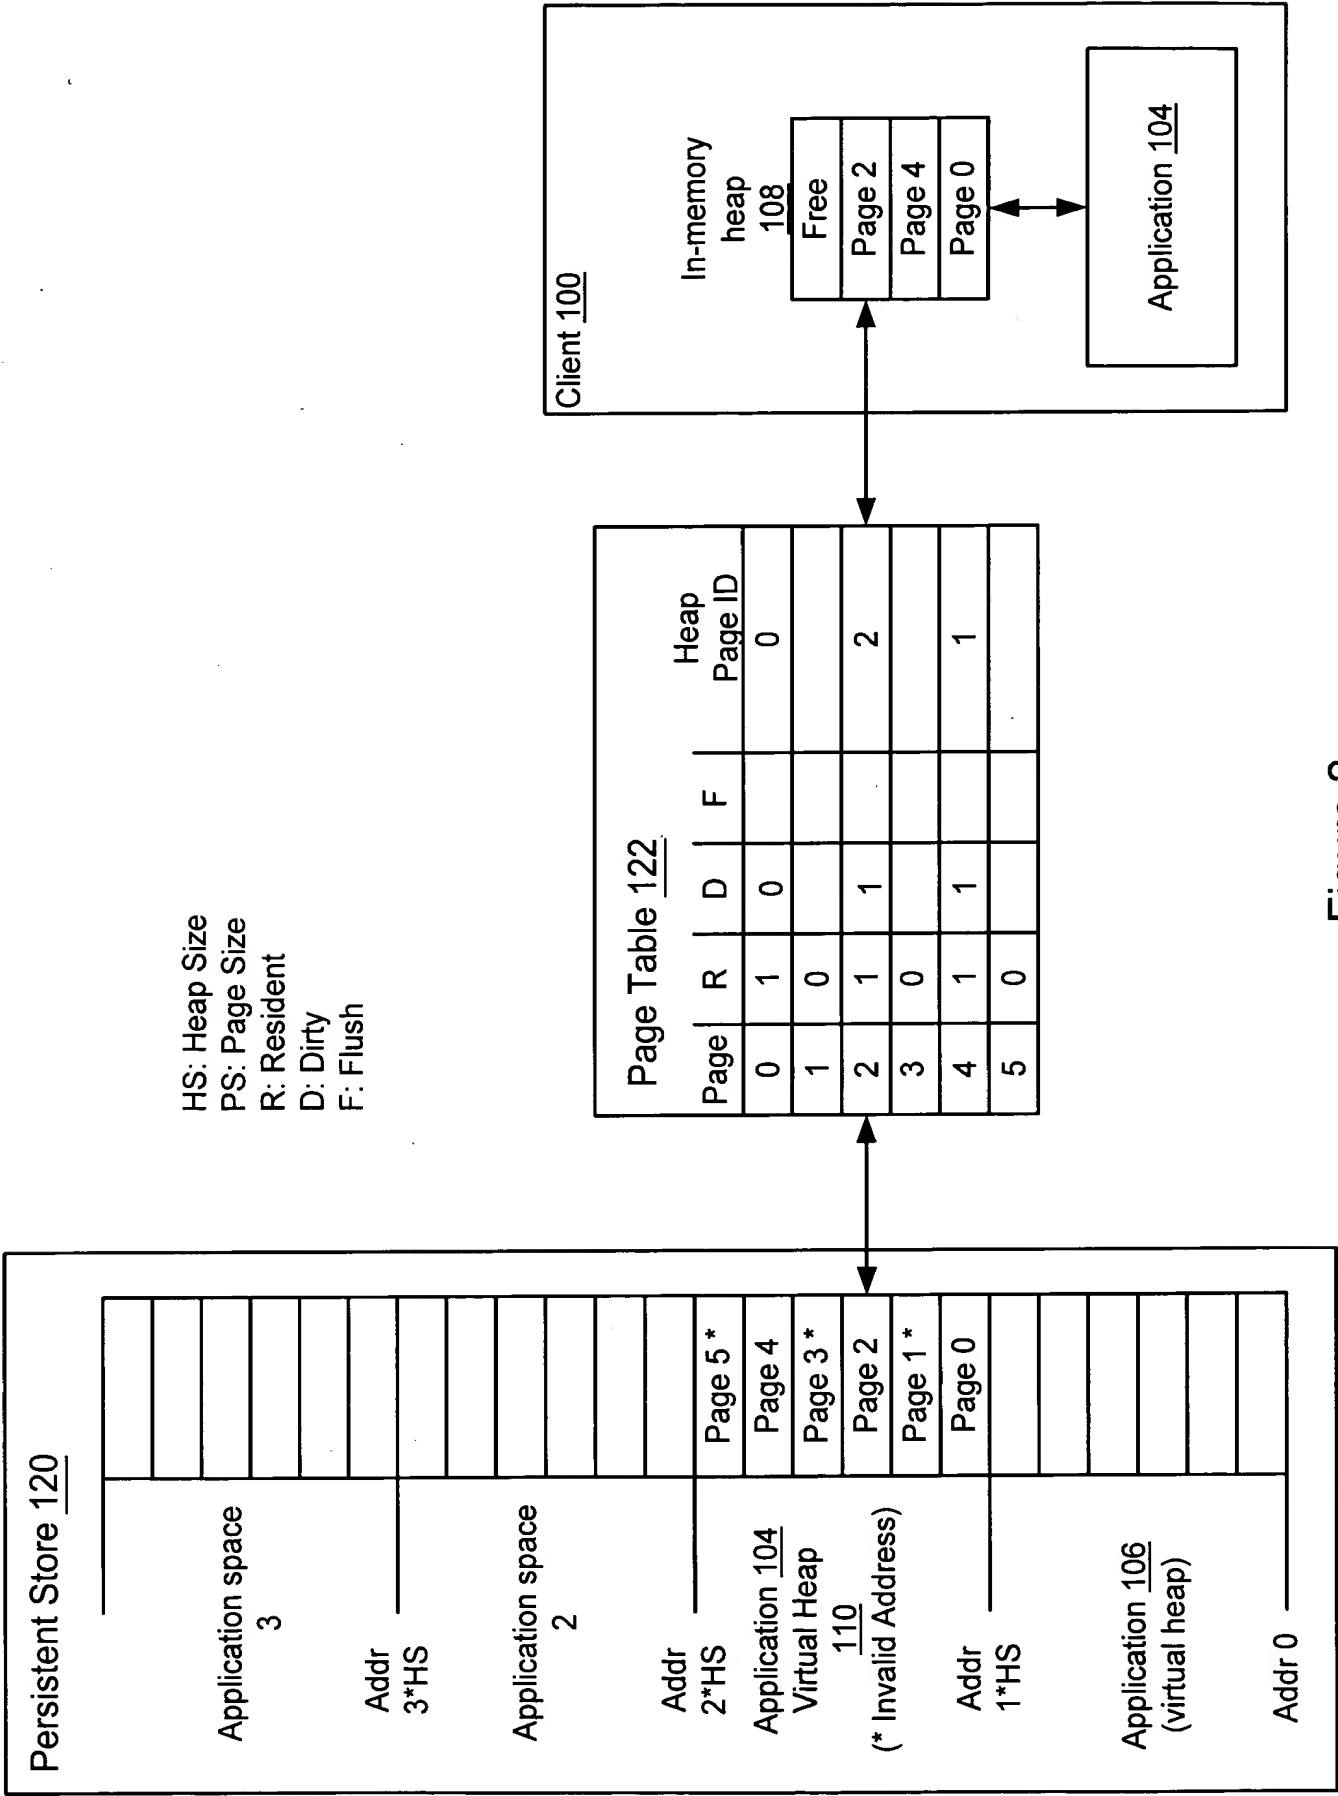 Persistent Store 120
Application space
3
Addr
3*HS
Application space
2
Addr
2*HS
Application 104
Virtual Heap
110
(* Invalid Address)
Addr
1*HS
Application 106
(virtual heap)
Addr 0
Page 5 *
Page 4
Page 3 *
Page 2
Page 1 *
Page 0
HS: Heap Size
PS: Page Size
R: Resident
D: Dirty
F: Flush
Page Table 122
Page R D F Heap Page ID
0 1 0 0
1 0
2 1 1 2
3 0
4 1 1 1
5 0
Client 100
In-memory
heap
108
Free
Page 2
Page 4
Page 0
Application 104